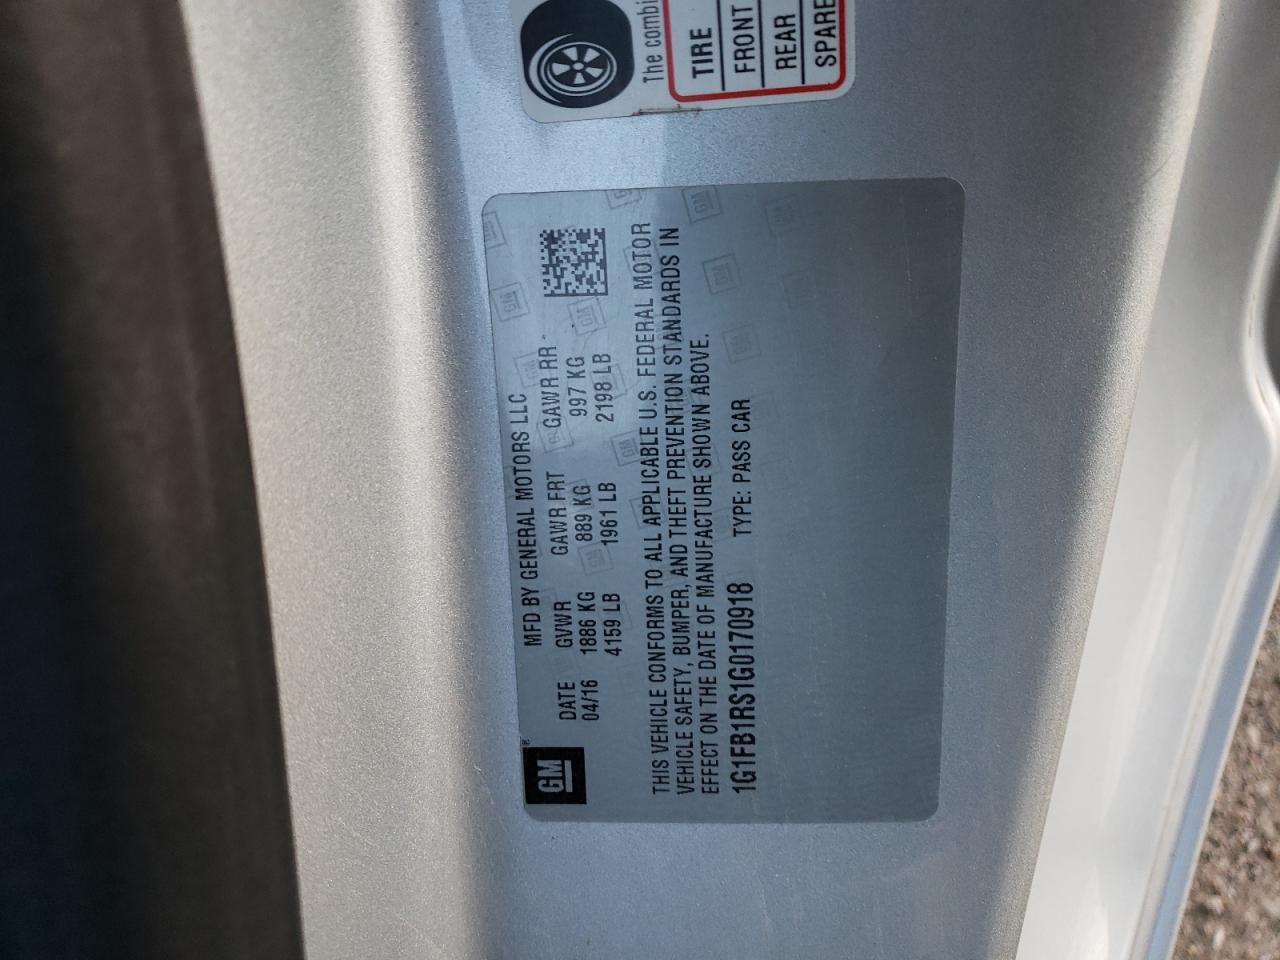 The combi
TIRE
FRONT
REAR
SPARE
MFD BY GENERAL MOTORS LLC
DATE GVWR GAWR FRT GAWR RR
04/16 1886 KG 889 KG 997 KG
4159 LB 1961 LB 2198 LB
GM
THIS VEHICLE CONFORMS TO ALL APPLICABLE U.S. FEDERAL MOTOR
VEHICLE SAFETY, BUMPER, AND THEFT PREVENTION STANDARDS IN
EFFECT ON THE DATE OF MANUFACTURE SHOWN ABOVE.
1G1FB1RS1G0170918 TYPE: PASS CAR